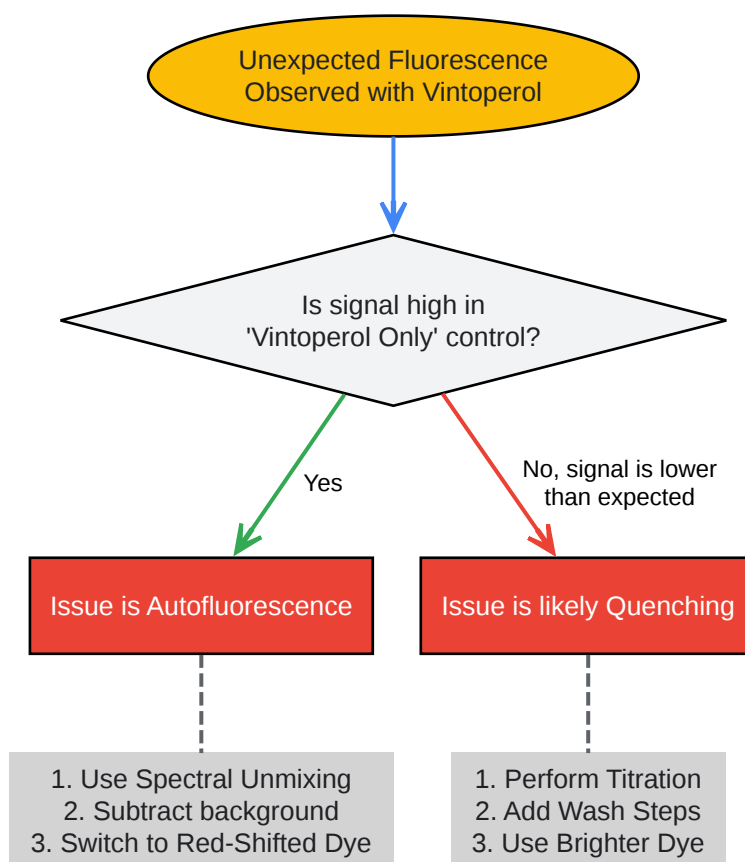 Unexpected Fluorescence
Observed with Vintoperol
Is signal high in
'Vintoperol Only' control?
Yes
No, signal is lower
than expected
Issue is Autofluorescence
Issue is likely Quenching
1. Use Spectral Unmixing
2. Subtract background
3. Switch to Red-Shifted Dye
1. Perform Titration
2. Add Wash Steps
3. Use Brighter Dye